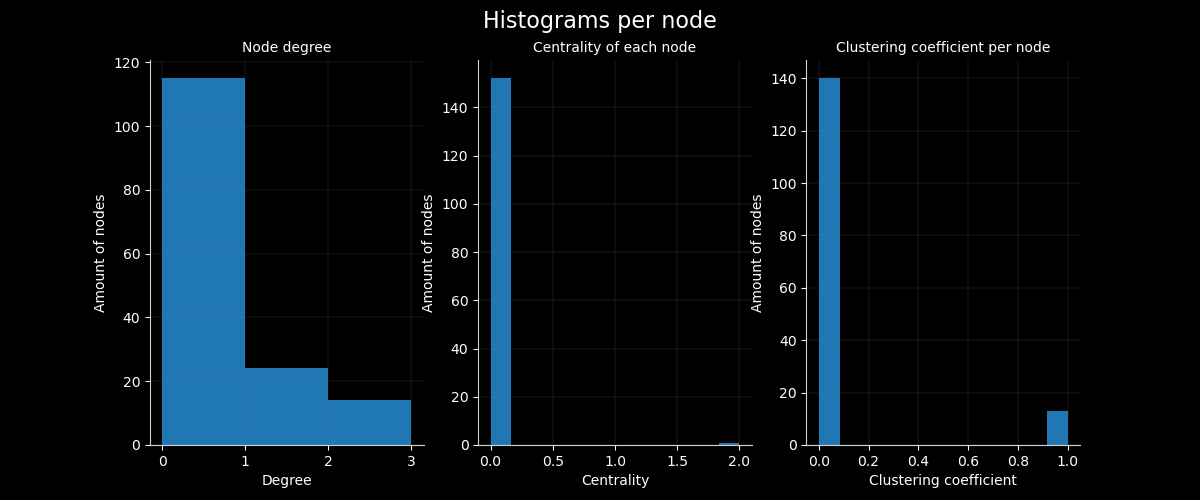 Histograms per node
Node degree
Amount of nodes
120
100
80
60
40
20
0
0 1 2 3
Degree
Centrality of each node
Amount of nodes
140
120
100
80
60
40
20
0
0.0 0.5 1.0 1.5 2.0
Centrality
Clustering coefficient per node
Amount of nodes
140
120
100
80
60
40
20
0
0.0 0.2 0.4 0.6 0.8 1.0
Clustering coefficient